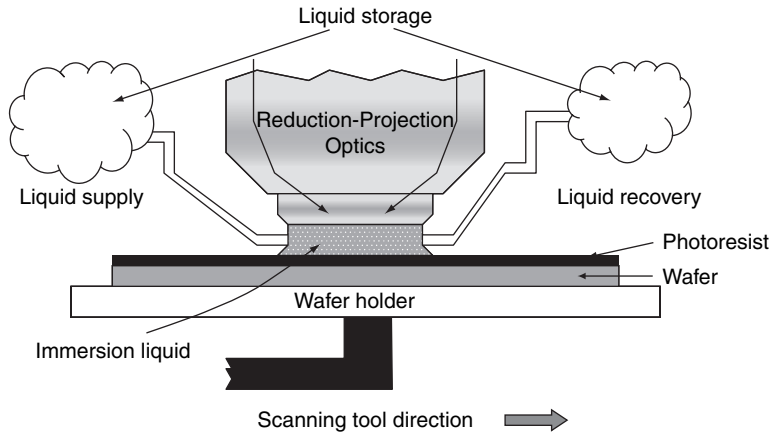 Liquid storage
Reduction-Projection
Optics
Liquid supply
Liquid recovery
Photoresist
Wafer
Wafer holder
Immersion liquid
Scanning tool direction